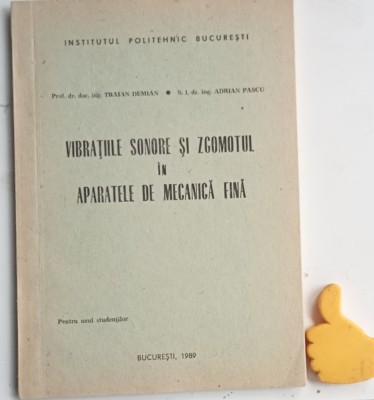 INSTITUTUL POLITEHNIC BUCUREȘTI
Prof. dr. doc. ing. TRAIAN DEMIAN ● Ș. l. dr. ing. ADRIAN PASCU
VIBRAȚIILE SONORE ȘI ZGOMOTUL
ÎN
APARATELE DE MECANICĂ FINĂ
Pentru uzul studenților
BUCUREȘTI, 1989